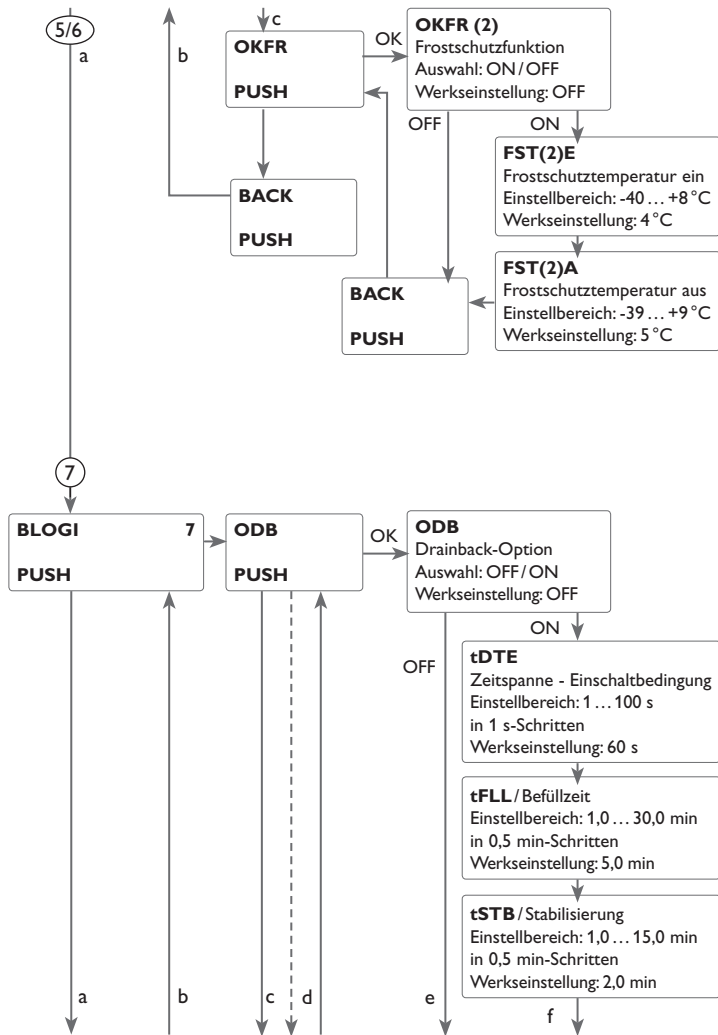 5/6
a
b
c
OKFR
PUSH
OK
OKFR (2)
Frostschutzfunktion
Auswahl: ON / OFF
Werkseinstellung: OFF
OFF
ON
FST(2)E
Frostschutztemperatur ein
Einstellbereich: -40 … +8 °C
Werkseinstellung: 4 °C
BACK
PUSH
FST(2)A
Frostschutztemperatur aus
Einstellbereich: -39 … +9 °C
Werkseinstellung: 5 °C
BACK
PUSH
7
BLOGI 7
PUSH
ODB
PUSH
OK
ODB
Drainback-Option
Auswahl: OFF / ON
Werkseinstellung: OFF
ON
OFF
tDTE
Zeitspanne - Einschaltbedingung
Einstellbereich: 1 … 100 s
in 1 s-Schritten
Werkseinstellung: 60 s
tFLL / Befüllzeit
Einstellbereich: 1,0 … 30,0 min
in 0,5 min-Schritten
Werkseinstellung: 5,0 min
tSTB / Stabilisierung
Einstellbereich: 1,0 … 15,0 min
in 0,5 min-Schritten
Werkseinstellung: 2,0 min
a
b
c
d
e
f